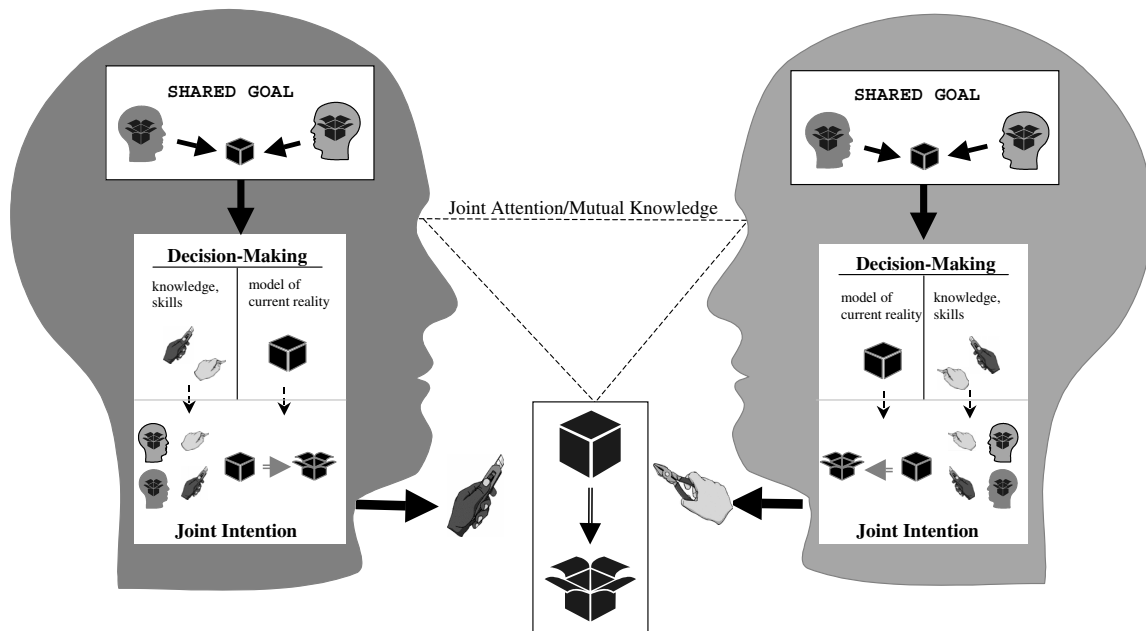 SHARED GOAL
Decision-Making
knowledge,
skills
model of
current reality
Joint Intention
Joint Attention/Mutual Knowledge
SHARED GOAL
Decision-Making
model of
current reality
knowledge,
skills
Joint Intention